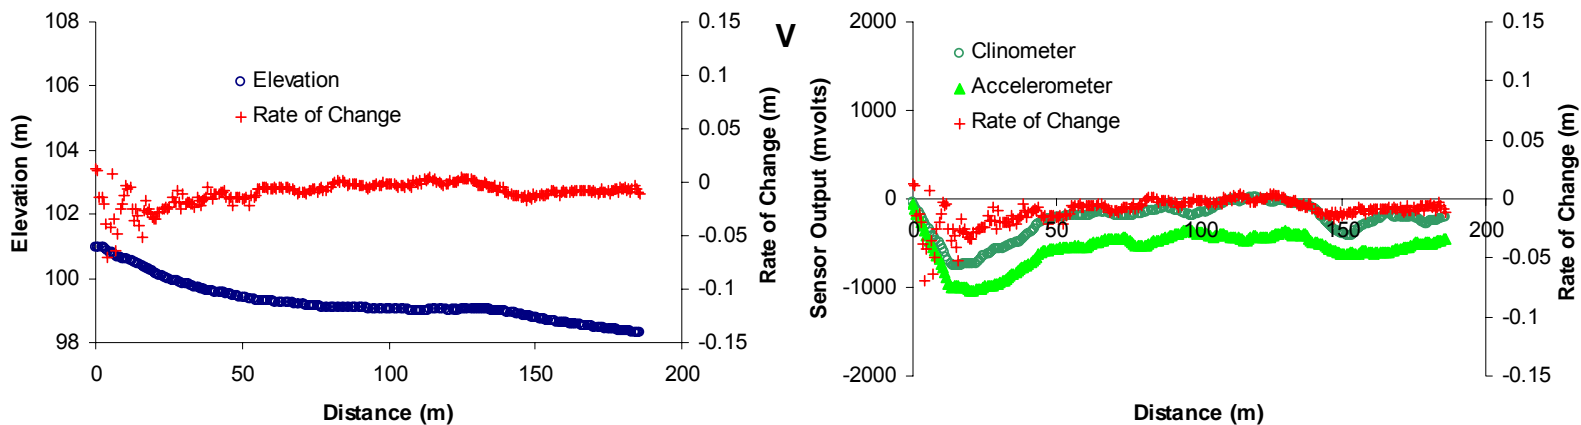 108
106
104
102
100
98
Elevation (m)
Elevation
Rate of Change
0.15
0.1
0.05
0
-0.05
-0.1
-0.15
Rate of Change (m)
0
50
100
150
200
Distance (m)
V
2000
1000
0
-1000
-2000
Sensor Output (mvolts)
Clinometer
Accelerometer
Rate of Change
0.15
0.1
0.05
0
-0.05
-0.1
-0.15
Rate of Change (m)
0
50
100
150
200
Distance (m)